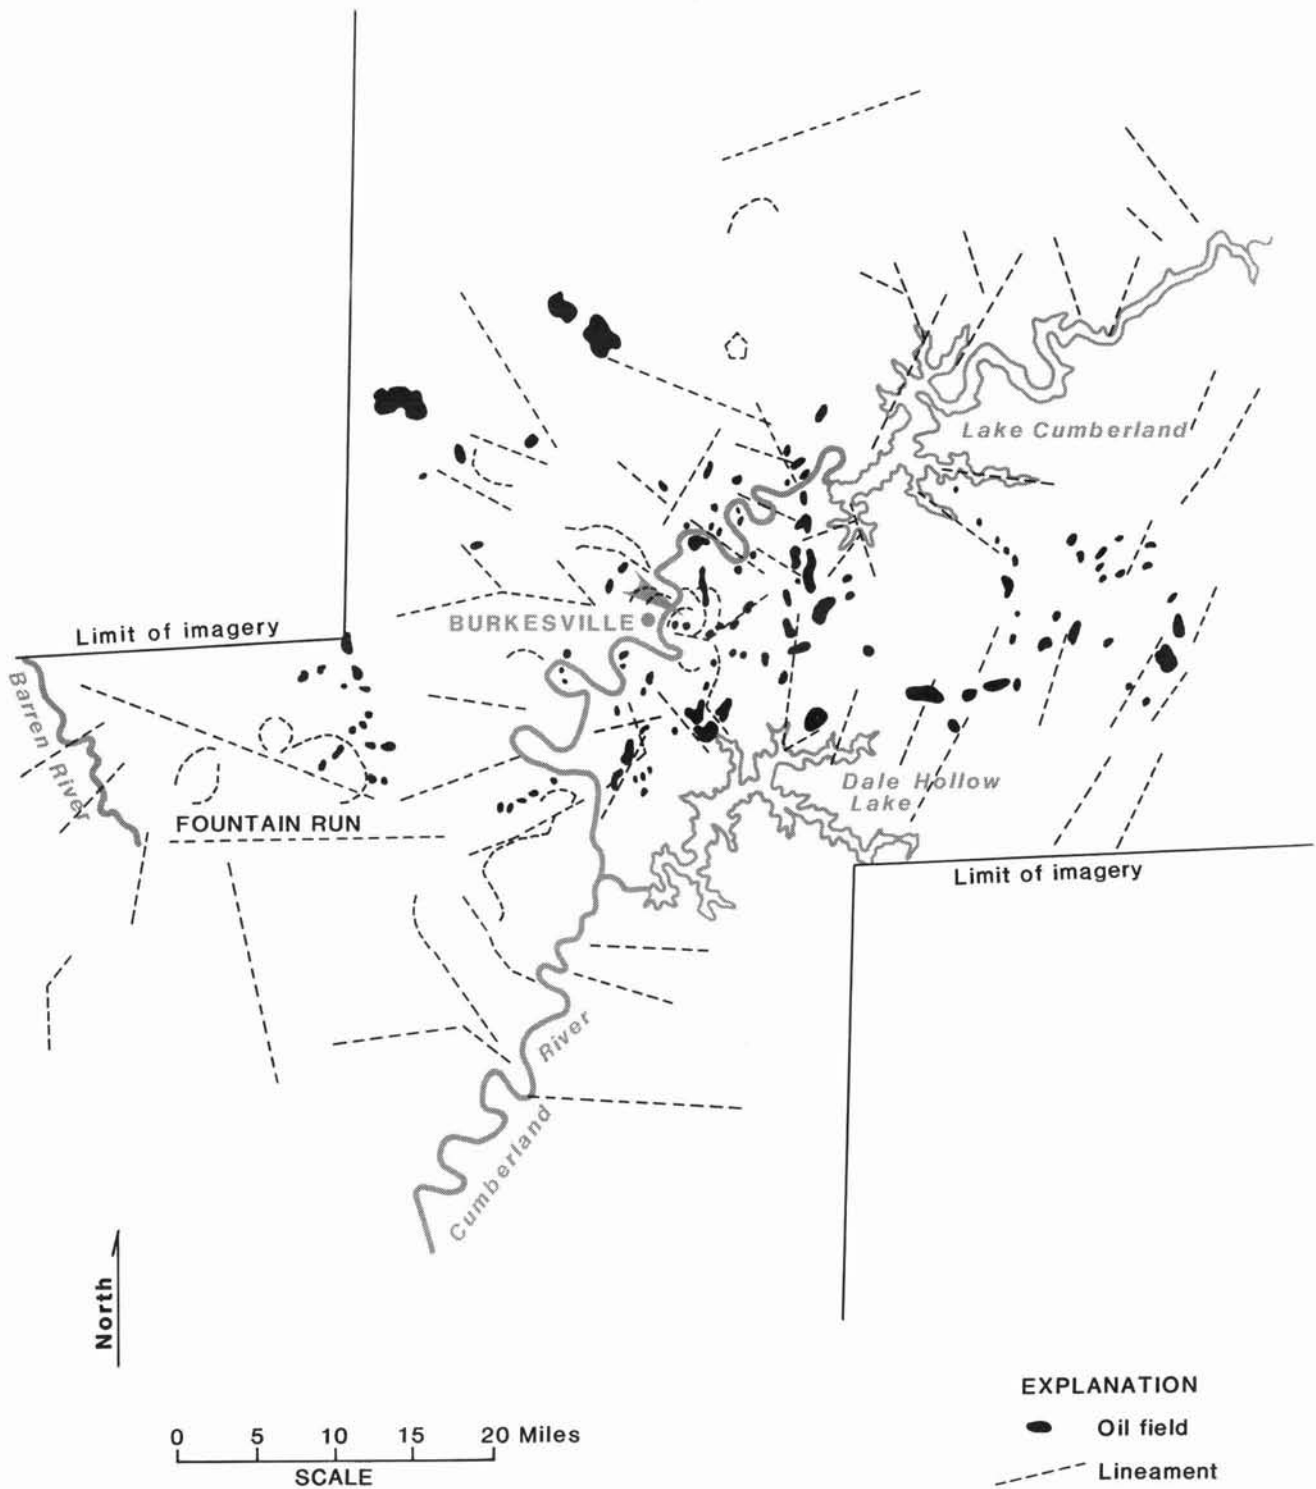 Lake Cumberland
BURKESVILLE
Limit of imagery
Barren River
Dale Hollow
Lake
FOUNTAIN RUN
Limit of imagery
Cumberland River
North
EXPLANATION
Oil field
0 5 10 15 20 Miles
SCALE
Lineament